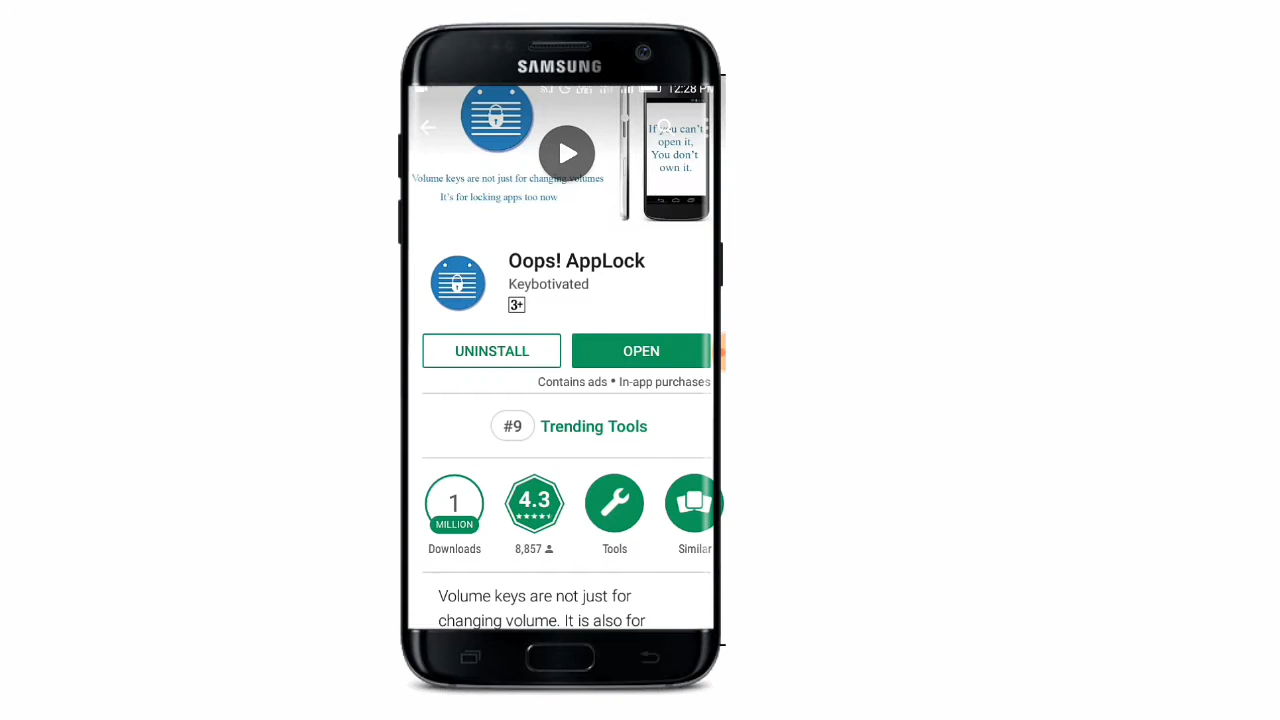 SAMSUNG
12:28 P
If you can't
open it,
You don't
own it.
Volume keys are not just for changing volumes
It's for locking apps too now
Oops! AppLock
Keybotivated
3+
UNINSTALL
OPEN
Contains ads • In-app purchases
#9 Trending Tools
1
MILLION
Downloads
4.3
8,857
Tools
Similar
Volume keys are not just for
changing volume. It is also for